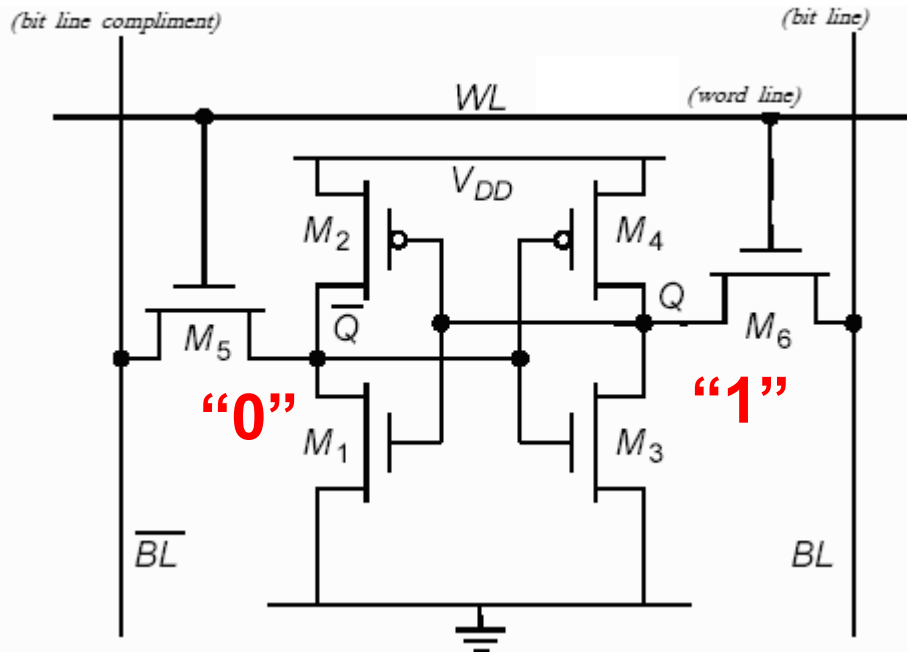 (bit line compliment)
(bit line)
WL
(word line)
V_DD
M_2
M_4
Q̅
Q
M_5
M_6
“0”
“1”
M_1
M_3
B̅L̅
BL